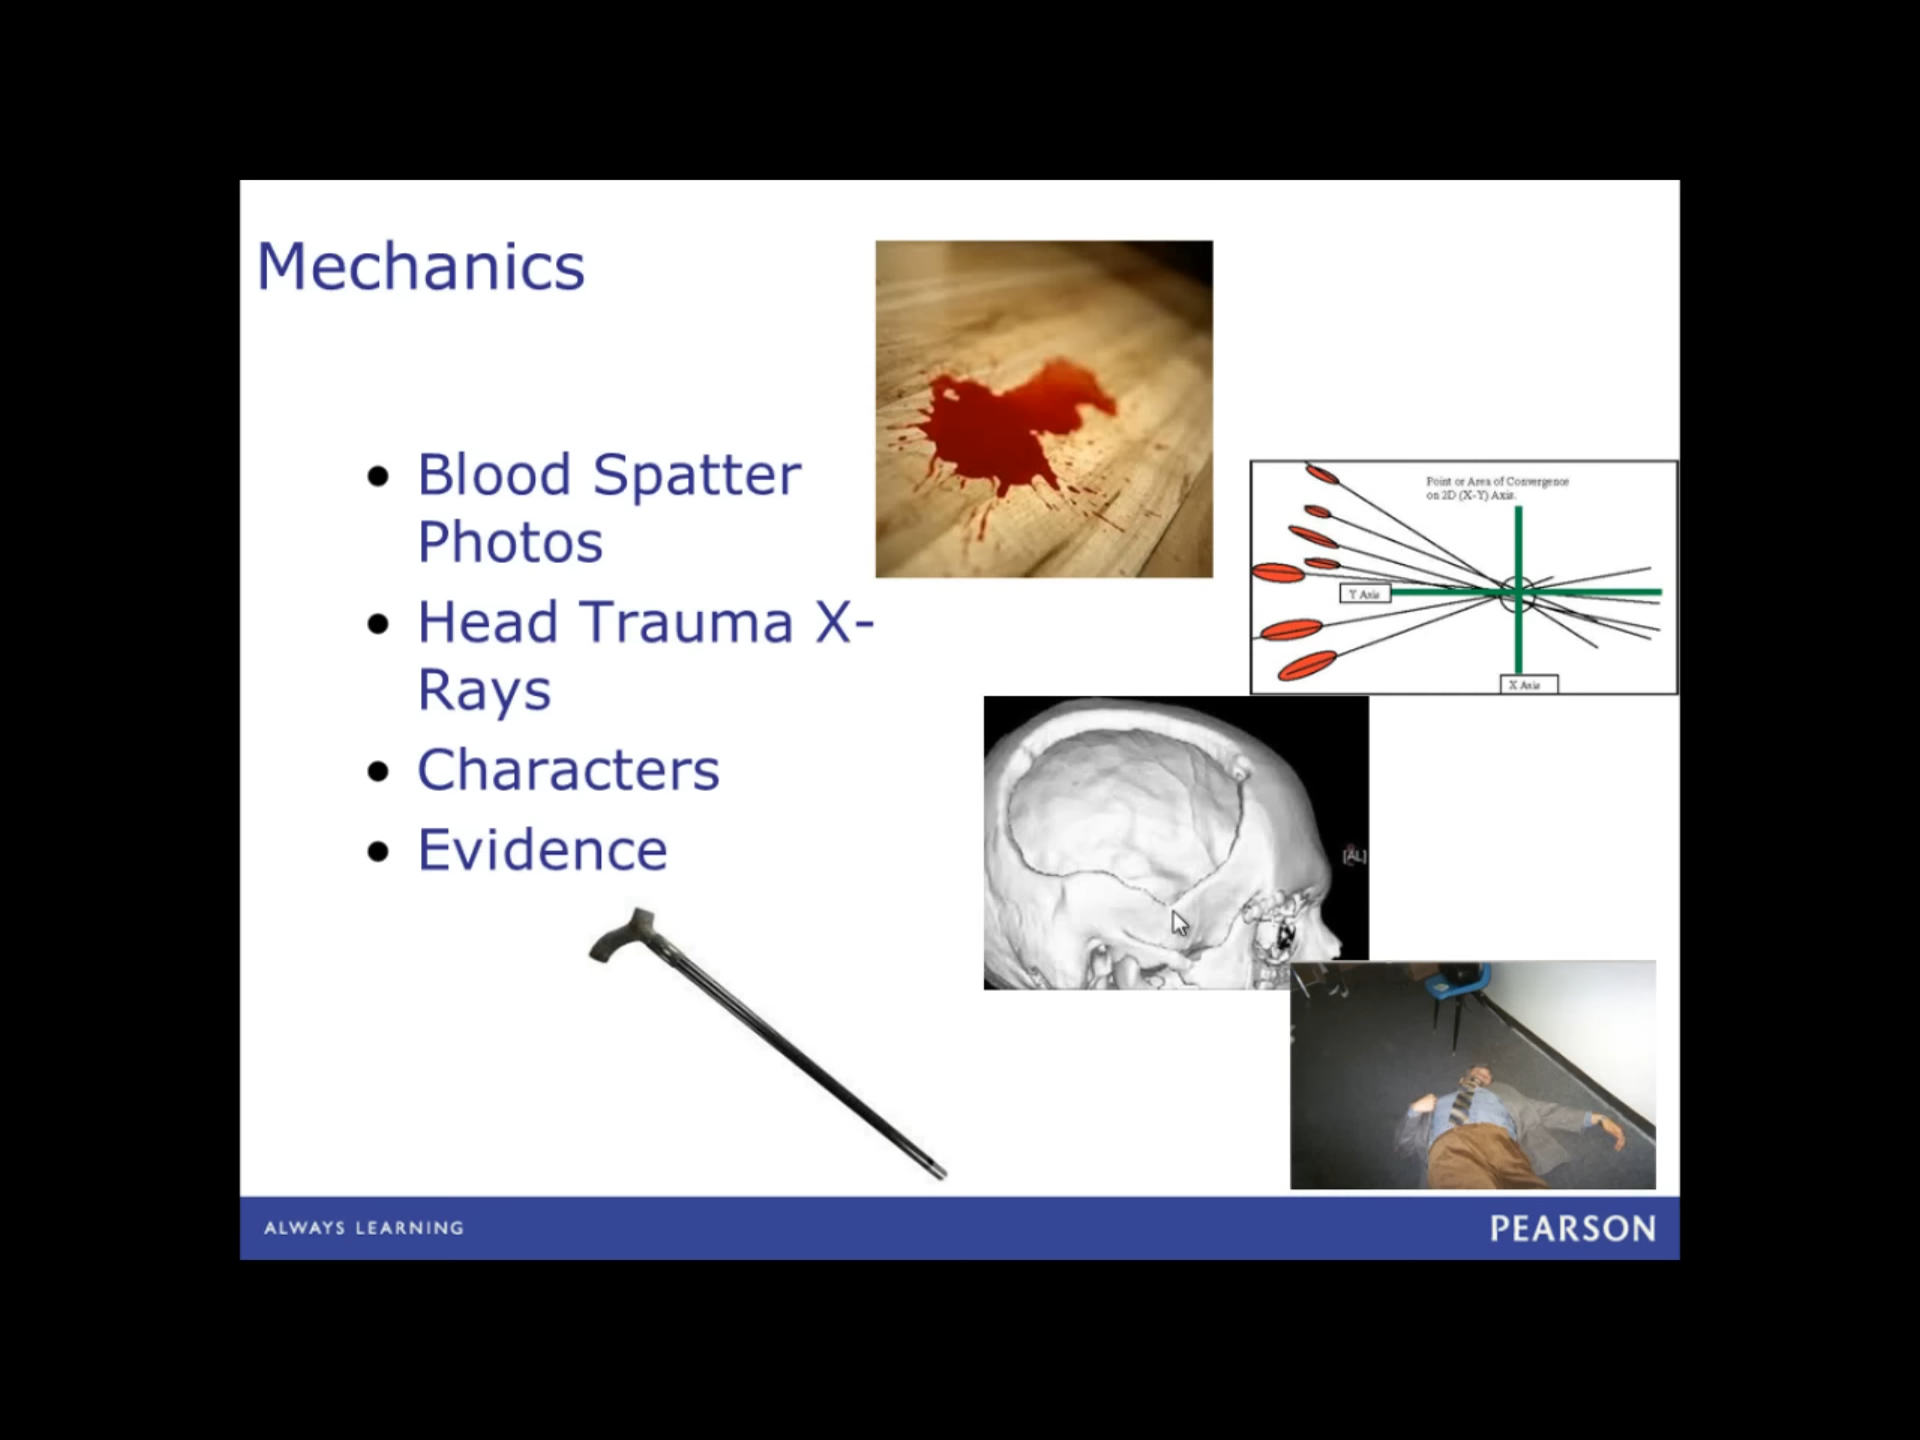 Mechanics
Blood Spatter
Photos
Head Trauma X-
Rays
Characters
Evidence
Point or Area of Convergence
on 2D (X-Y) Axis.
Y Axis
X Axis
[AL]
ALWAYS LEARNING
PEARSON